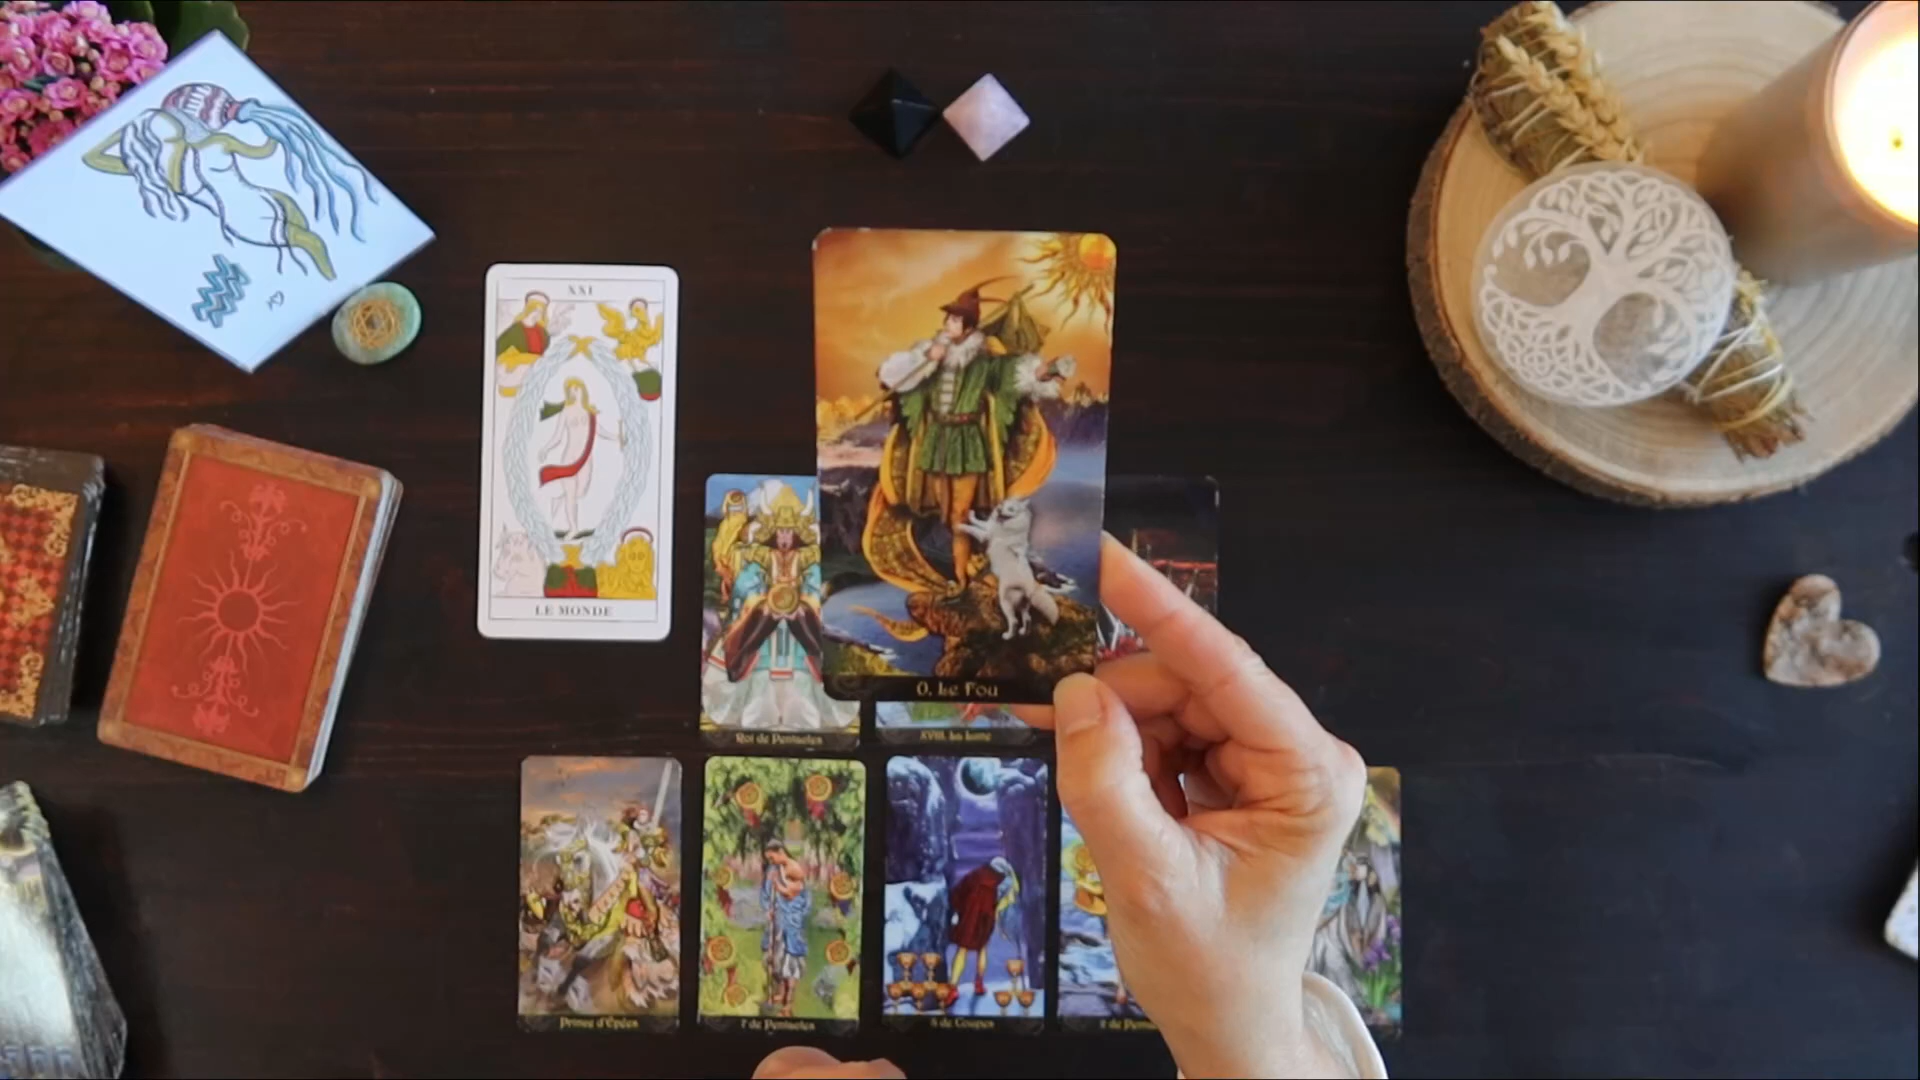 XXI
LE MONDE
0. Le Fou
Roi de Pentacles
XVIII. La Lune
Prince d'Épées
7 de Pentacles
8 de Coupes